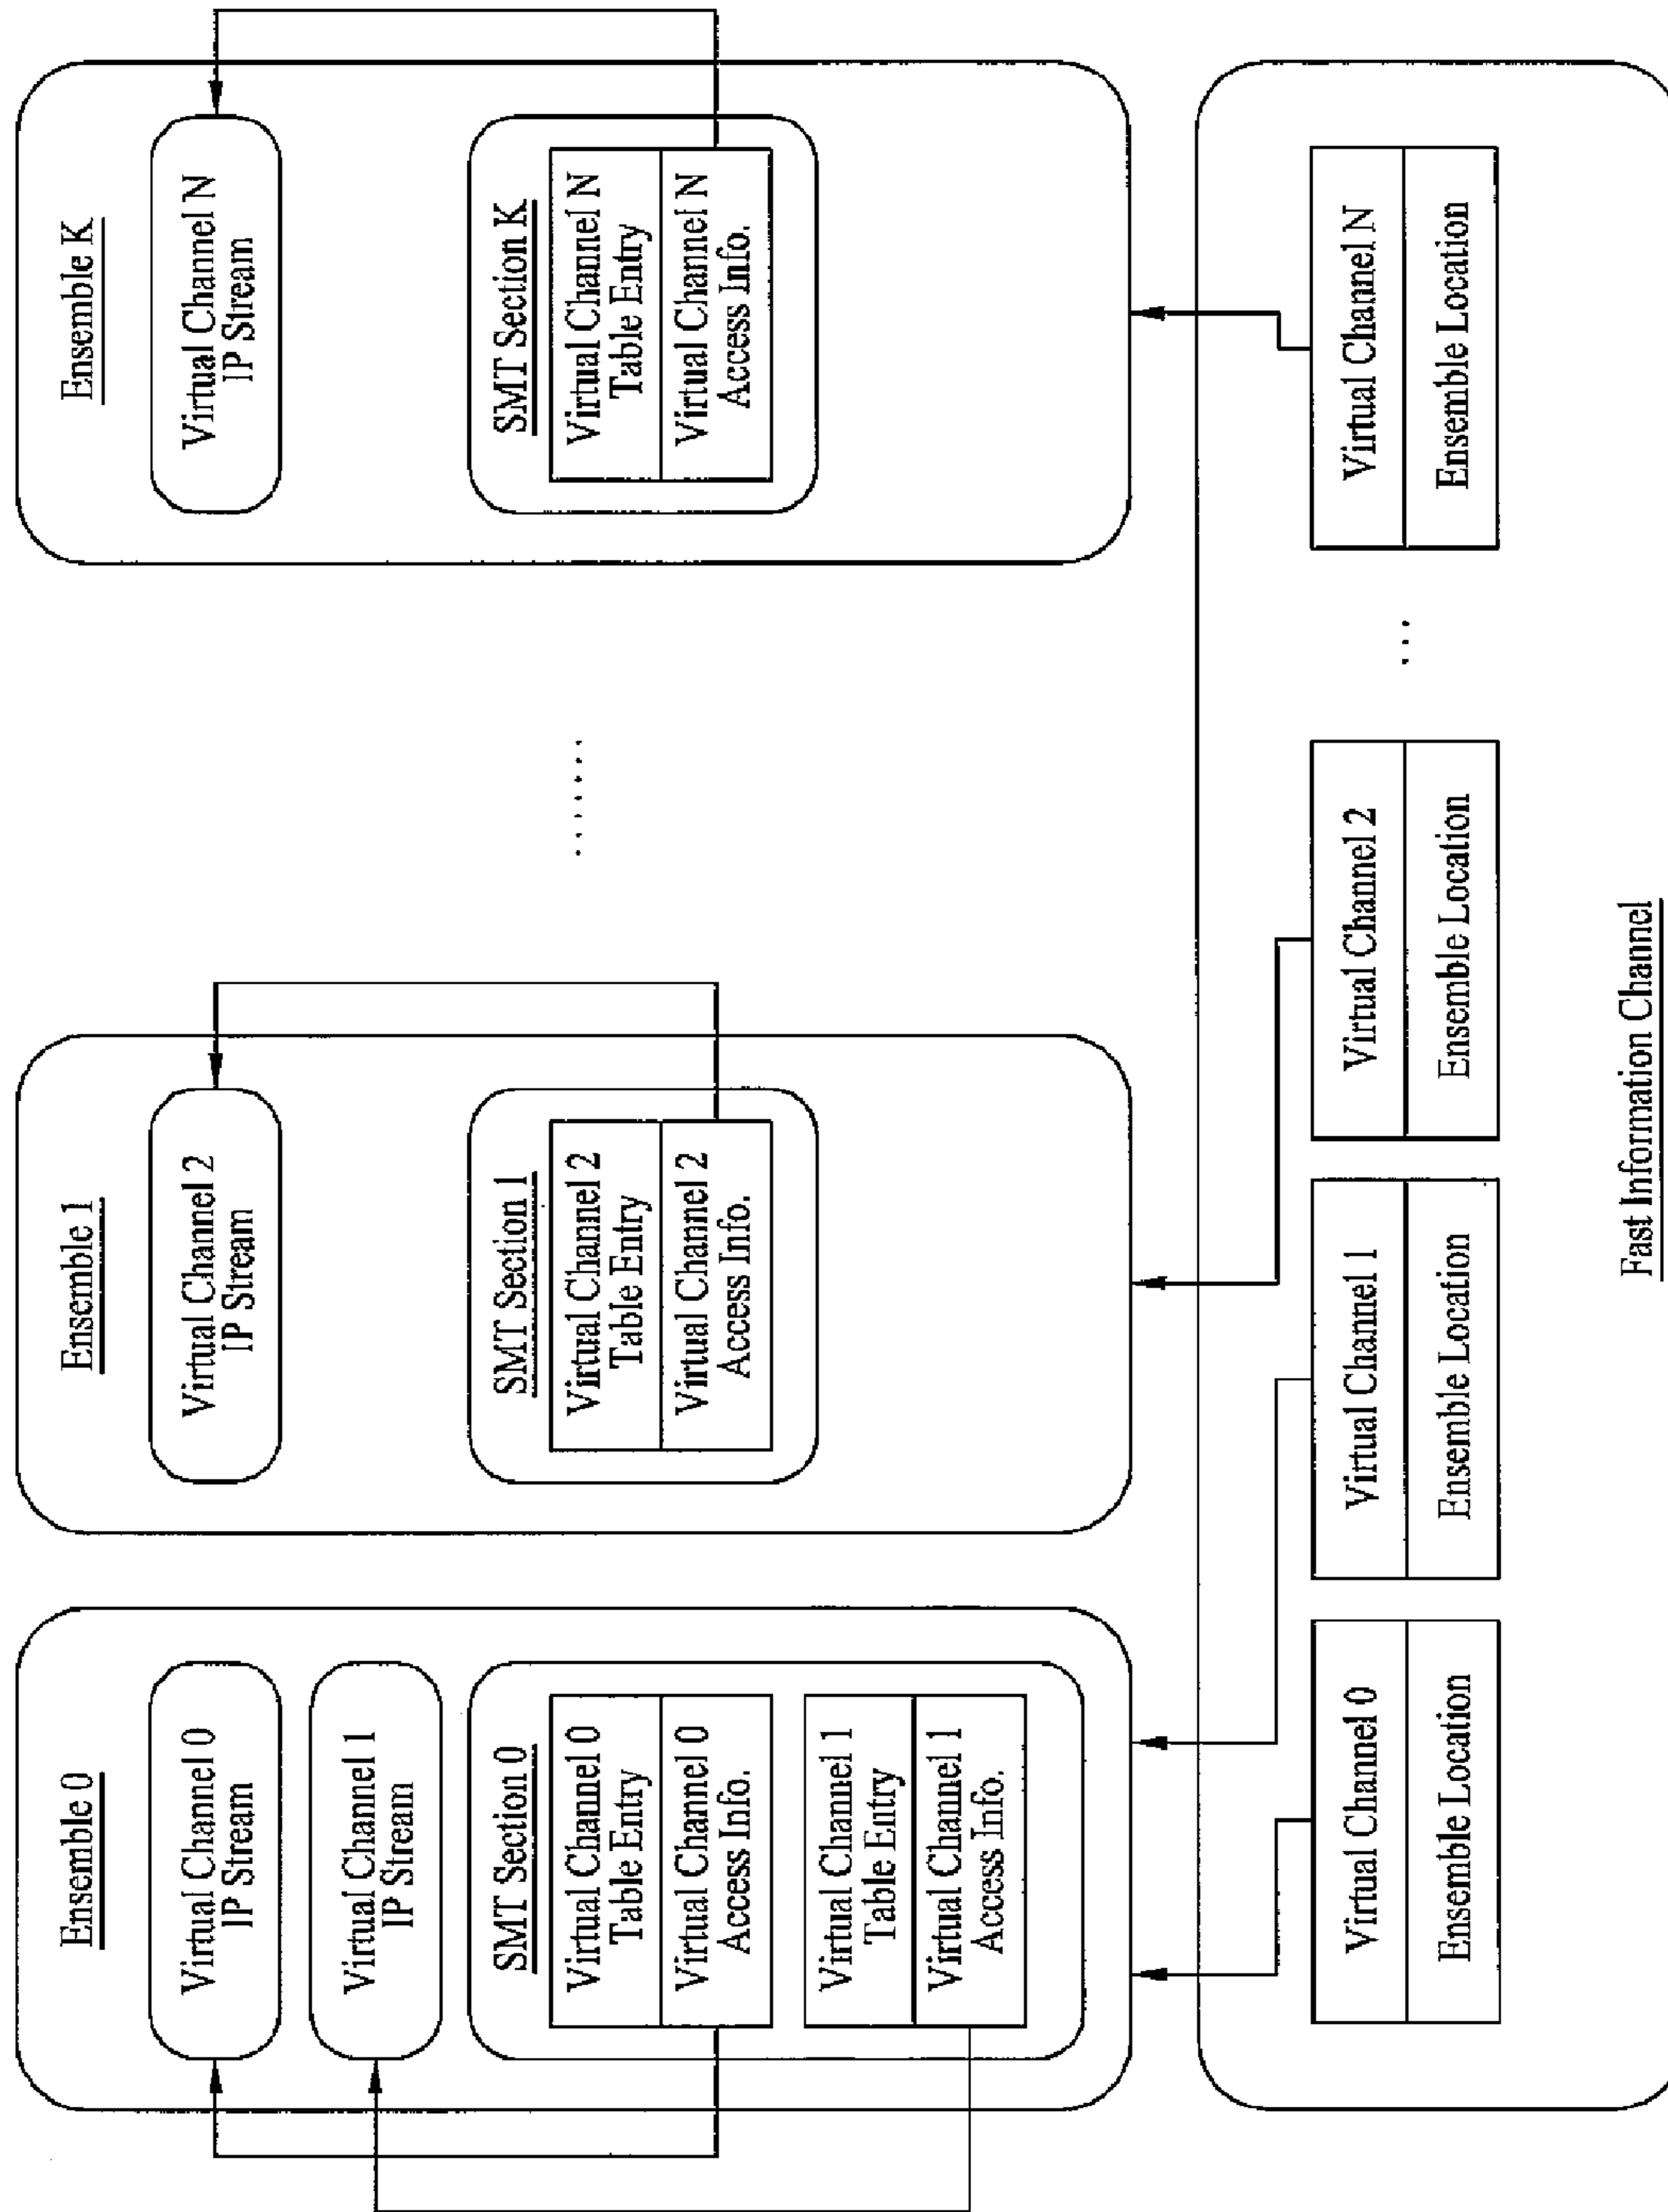 Ensemble 0
Virtual Channel 0
IP Stream
Virtual Channel 1
IP Stream
SMT Section 0
Virtual Channel 0
Table Entry
Virtual Channel 0
Access Info.
Virtual Channel 1
Table Entry
Virtual Channel 1
Access Info.
Ensemble 1
Virtual Channel 2
IP Stream
SMT Section 1
Virtual Channel 2
Table Entry
Virtual Channel 2
Access Info.
........
Ensemble K
Virtual Channel N
IP Stream
SMT Section K
Virtual Channel N
Table Entry
Virtual Channel N
Access Info.
Virtual Channel 0
Ensemble Location
Virtual Channel 1
Ensemble Location
Virtual Channel 2
Ensemble Location
...
Virtual Channel N
Ensemble Location
Fast Information Channel